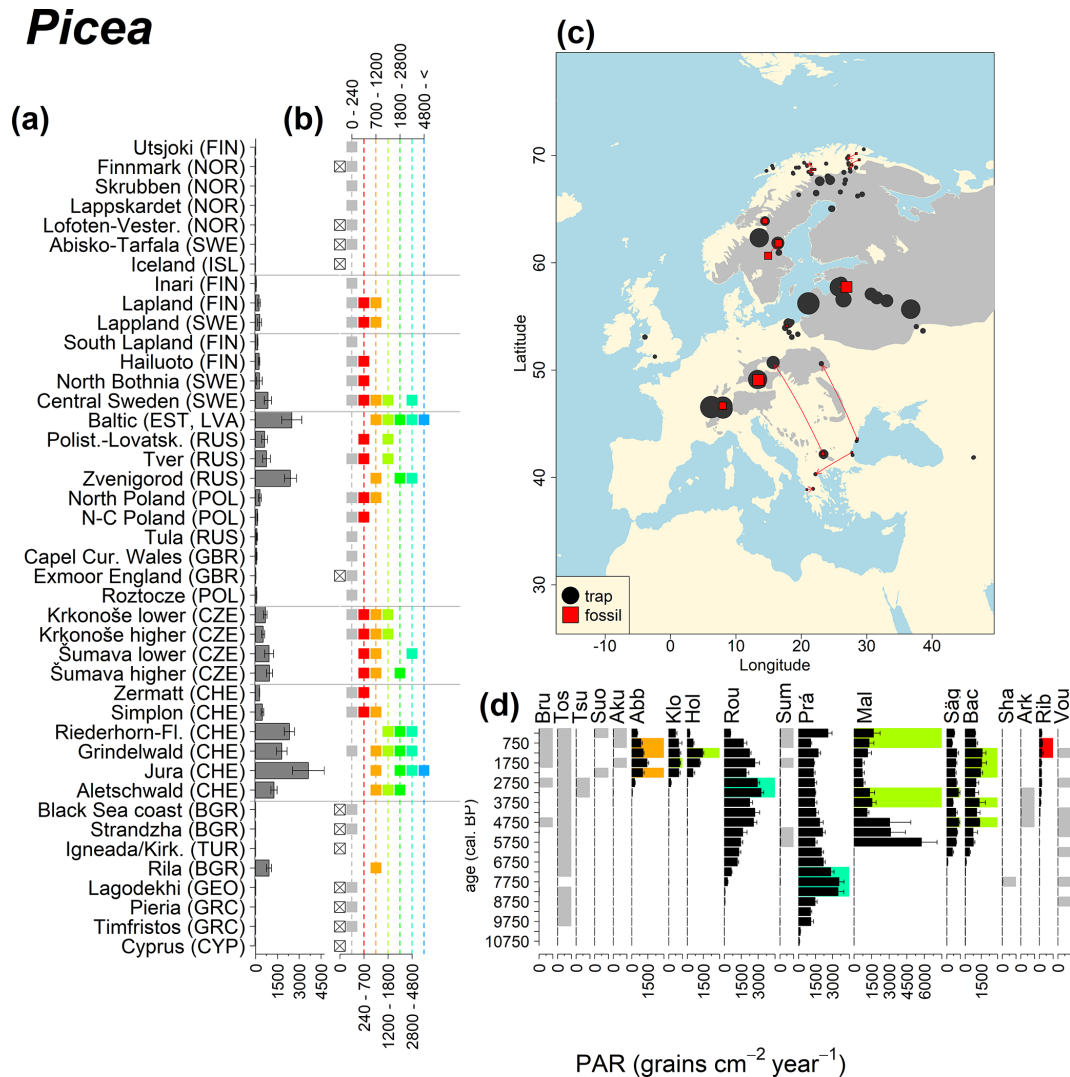 Picea
(a)
(b)
(c)
(d)
0 - 240
700 - 1200
1800 - 2800
4800 - <
Utsjoki (FIN)
Finnmark (NOR)
Skrubben (NOR)
Lappskardet (NOR)
Lofoten-Vester. (NOR)
Abisko-Tarfala (SWE)
Iceland (ISL)
Inari (FIN)
Lapland (FIN)
Lappland (SWE)
South Lapland (FIN)
Hailuoto (FIN)
North Bothnia (SWE)
Central Sweden (SWE)
Baltic (EST, LVA)
Polist.-Lovatsk. (RUS)
Tver (RUS)
Zvenigorod (RUS)
North Poland (POL)
N-C Poland (POL)
Tula (RUS)
Capel Cur. Wales (GBR)
Exmoor England (GBR)
Roztocze (POL)
Krkonoše lower (CZE)
Krkonoše higher (CZE)
Šumava lower (CZE)
Šumava higher (CZE)
Zermatt (CHE)
Simplon (CHE)
Riederhorn-Fl. (CHE)
Grindelwald (CHE)
Jura (CHE)
Aletschwald (CHE)
Black Sea coast (BGR)
Strandzha (BGR)
Igneada/Kirk. (TUR)
Rila (BGR)
Lagodekhi (GEO)
Pieria (GRC)
Timfristos (GRC)
Cyprus (CYP)
0 1500 3000 4500
0 240 - 700 700 - 1200 1200 - 1800 1800 - 2800 2800 - 4800 4800 - <
Latitude
70
60
50
40
30
trap
fossil
-10 0 10 20 30 40
Longitude
Bru Tos Tsu Suo Aku Abb Klo Hol Rou Sum Prá Mal Säg Bac Sha Ark Rib Vou
age (cal. BP)
750
1750
2750
3750
4750
5750
6750
7750
8750
9750
10750
0 0 0 0 0 0 1500 0 0 1500 0 1500 3000 0 0 1500 3000 0 1500 3000 4500 6000 0 0 1500 0 0 0 0
PAR (grains cm⁻² year⁻¹)